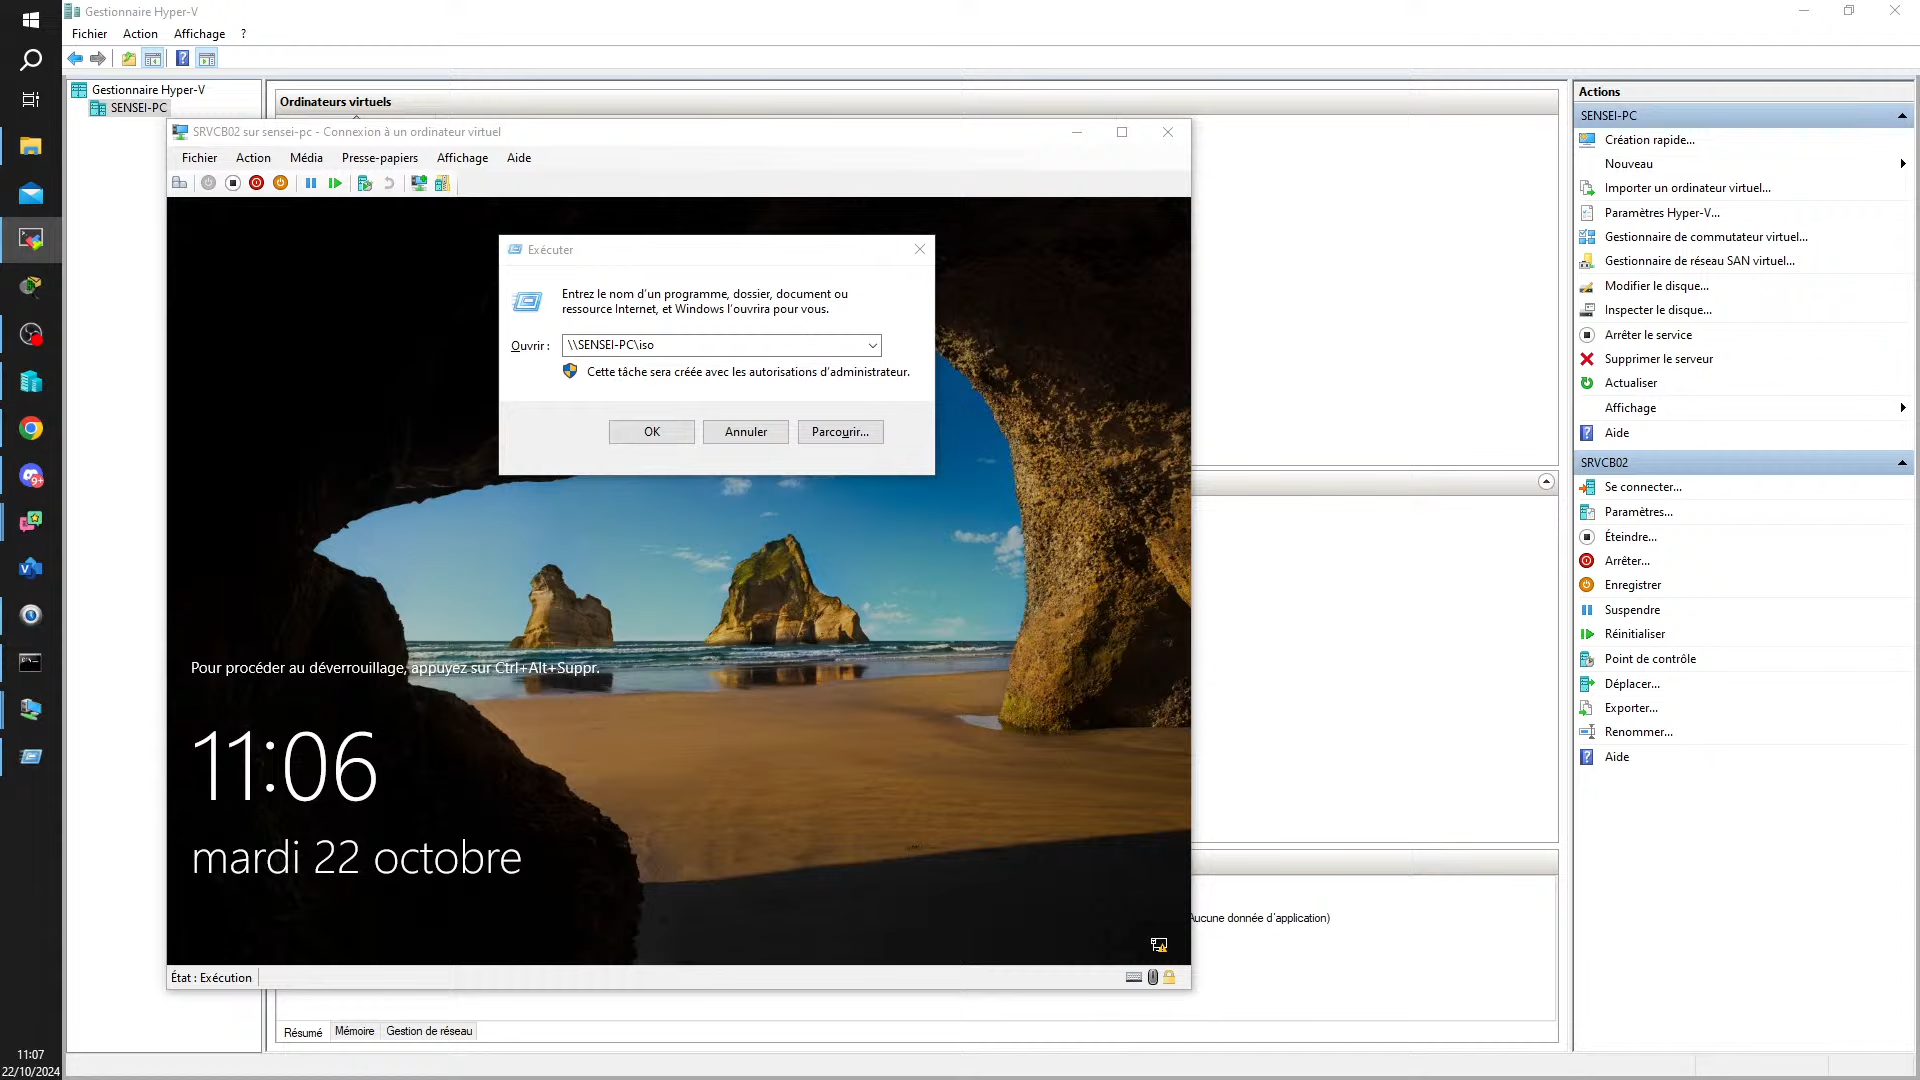 Gestionnaire Hyper-V
Fichier
Action
Affichage
?
Gestionnaire Hyper-V
SENSEI-PC
Ordinateurs virtuels
SRVCB02 sur sensei-pc - Connexion à un ordinateur virtuel
Fichier
Action
Média
Presse-papiers
Affichage
Aide
Exécuter
Entrez le nom d'un programme, dossier, document ou
ressource Internet, et Windows l'ouvrira pour vous.
Ouvrir :
\\SENSEI-PC\iso
Cette tâche sera créée avec les autorisations d'administrateur.
OK
Annuler
Parcourir...
Pour procéder au déverrouillage, appuyez sur Ctrl+Alt+Suppr.
11:06
mardi 22 octobre
État : Exécution
Aucune donnée d'application)
Résumé
Mémoire
Gestion de réseau
Actions
SENSEI-PC
Création rapide...
Nouveau
Importer un ordinateur virtuel...
Paramètres Hyper-V...
Gestionnaire de commutateur virtuel...
Gestionnaire de réseau SAN virtuel...
Modifier le disque...
Inspecter le disque...
Arrêter le service
Supprimer le serveur
Actualiser
Affichage
Aide
SRVCB02
Se connecter...
Paramètres...
Éteindre...
Arrêter...
Enregistrer
Suspendre
Réinitialiser
Point de contrôle
Déplacer...
Exporter...
Renommer...
Aide
9+
11:07
22/10/2024